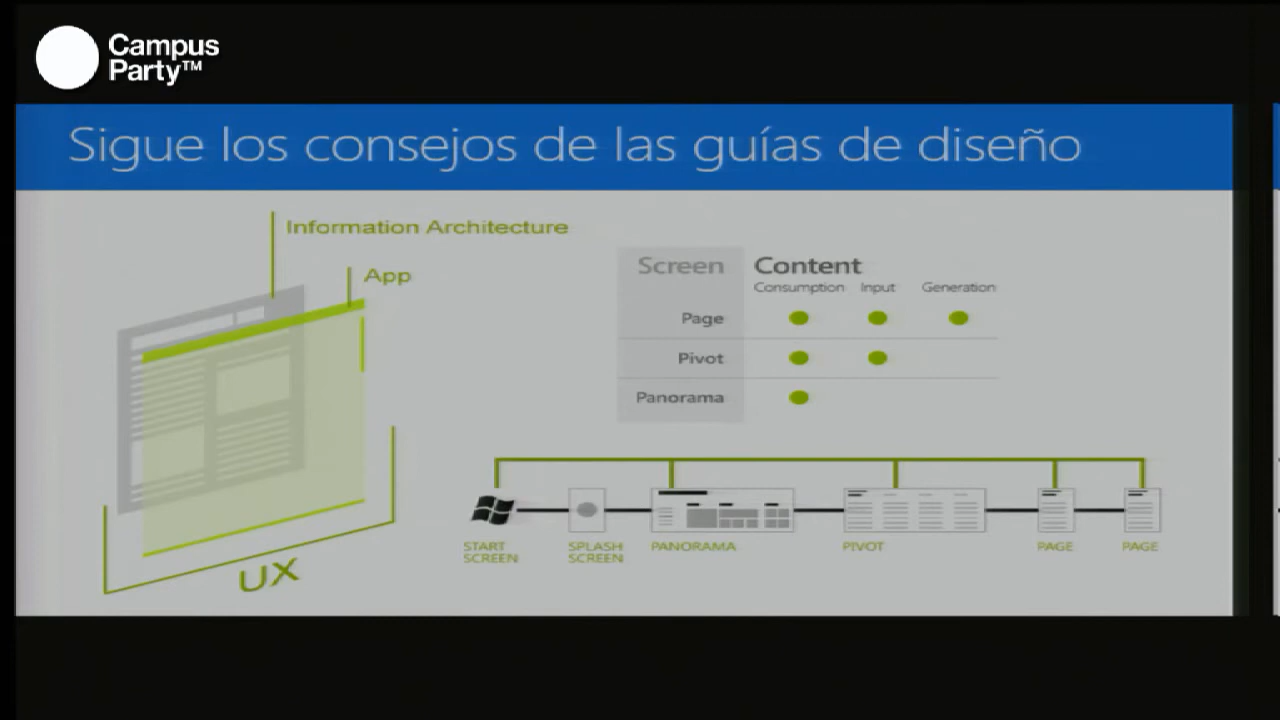 Campus
Party™
Sigue los consejos de las guías de diseño
Information Architecture
App
UX
Screen Content
Consumption Input Generation
Page
Pivot
Panorama
START
SCREEN
SPLASH
SCREEN
PANORAMA
PIVOT
PAGE
PAGE